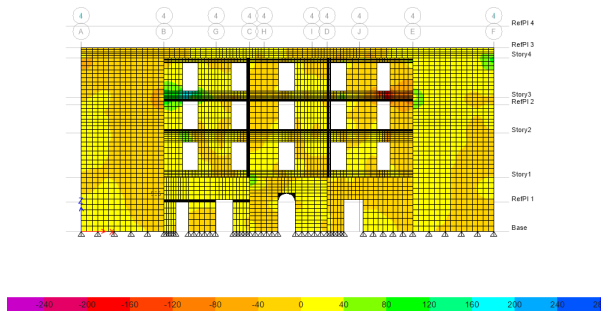 4 4 4 4 4 4 4 4 4 4
A B G C H I D J E F
RefPl 4
RefPl 3
Story4
Story3
RefPl 2
Story2
Story1
RefPl 1
Z
Base
-240 -200 -160 -120 -80 -40 0 40 80 120 160 200 240 28